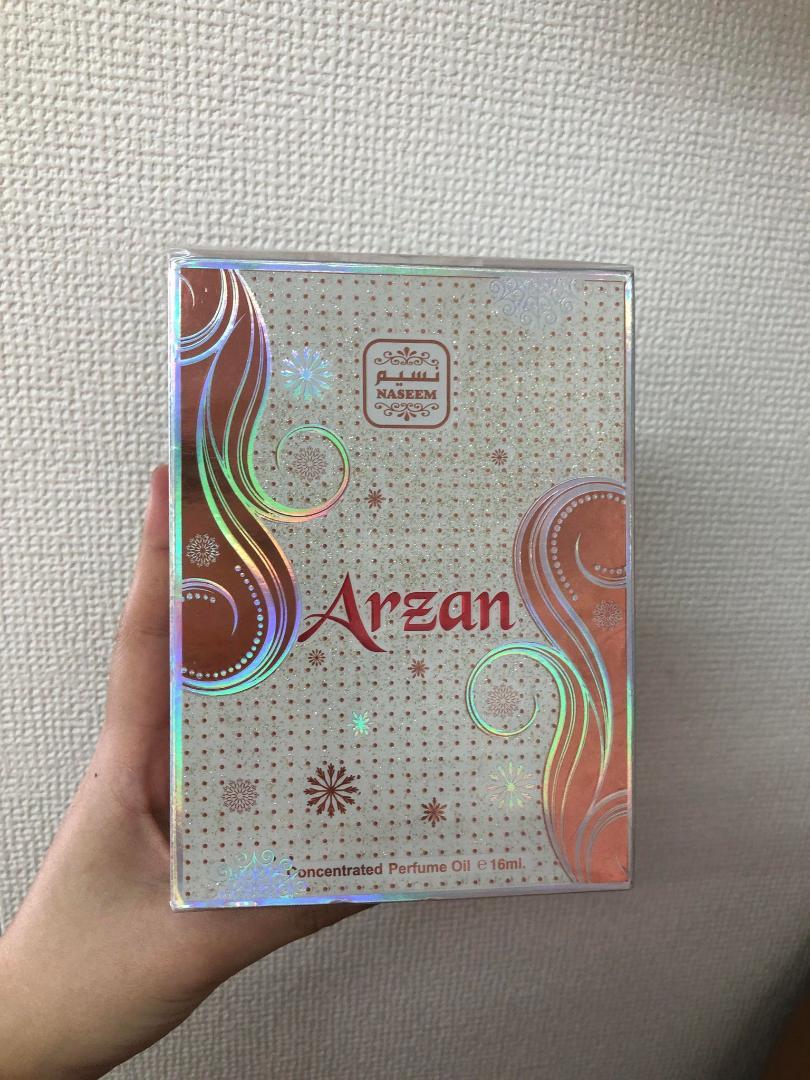 نسيم
NASEEM
Arzan
Concentrated Perfume Oil ℮ 16ml.